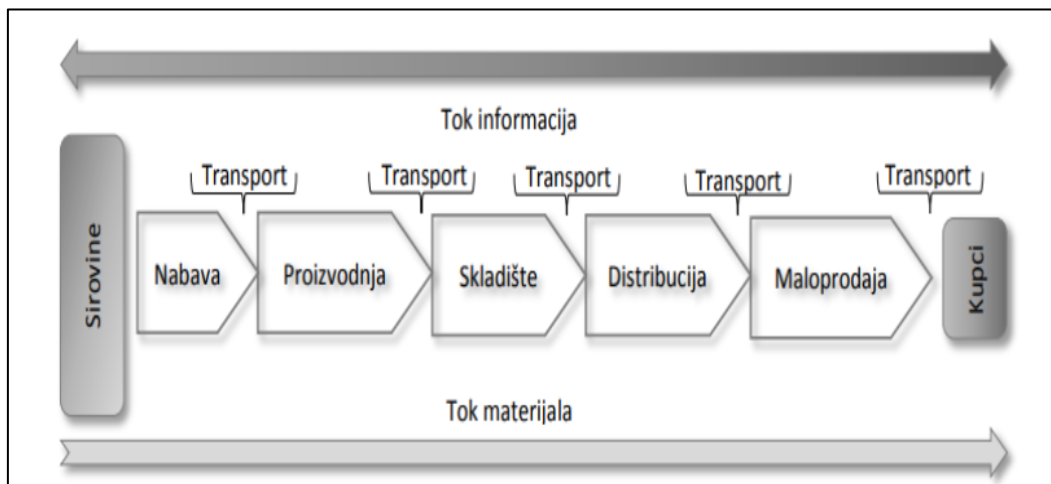 Tok informacija
Transport Transport Transport Transport Transport
Sirovine
Nabava Proizvodnja Skladište Distribucija Maloprodaja
Kupci
Tok materijala